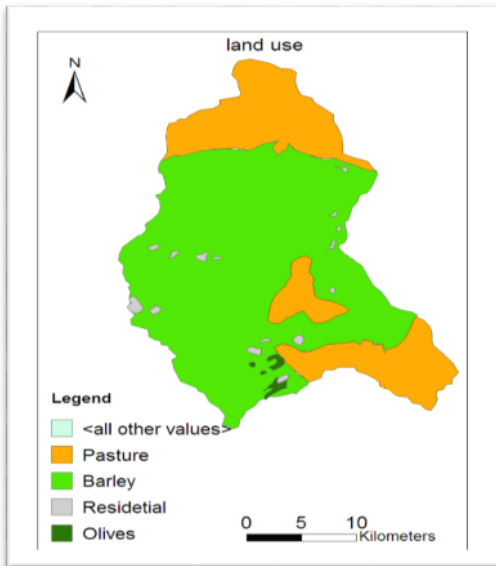 land use
N
Legend
<all other values>
Pasture
Barley
Residetial
Olives
0 5 10
Kilometers